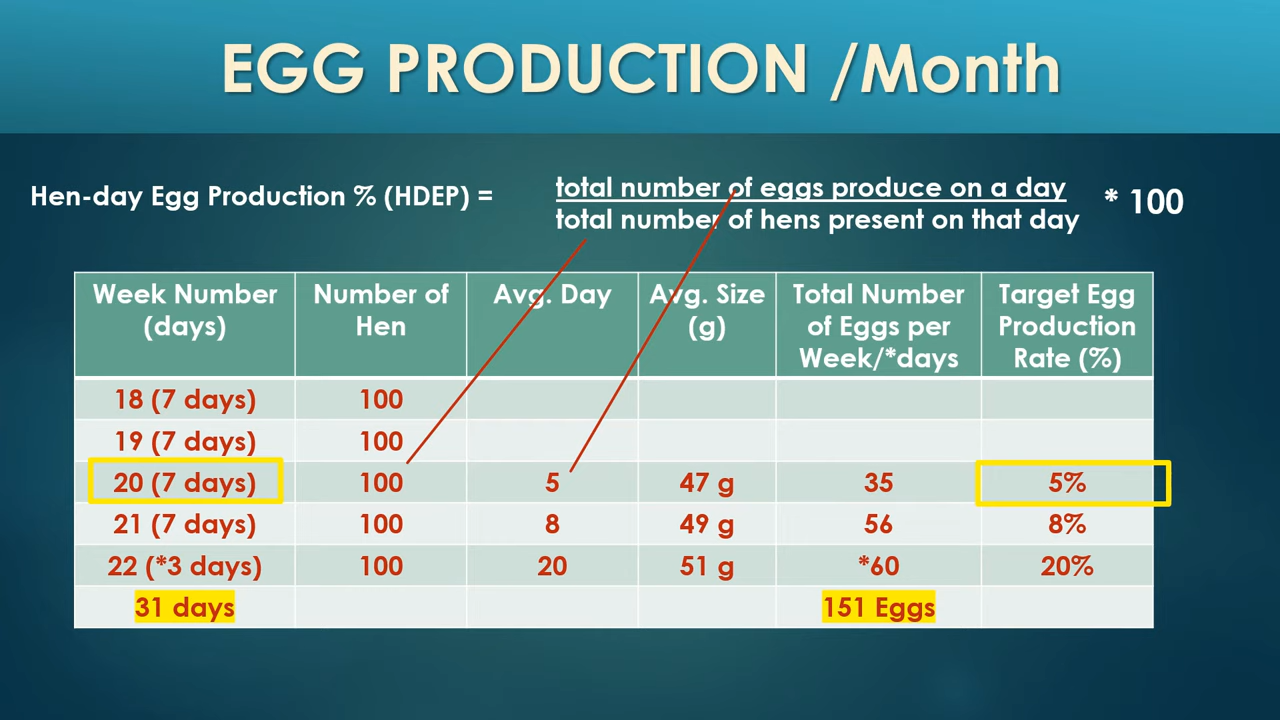 EGG PRODUCTION /Month
Hen-day Egg Production % (HDEP) =
total number of eggs produce on a day
total number of hens present on that day
* 100
Week Number (days) Number of Hen Avg. Day Avg. Size (g) Total Number of Eggs per Week/*days Target Egg Production Rate (%)
18 (7 days) 100
19 (7 days) 100
20 (7 days) 100 5 47 g 35 5%
21 (7 days) 100 8 49 g 56 8%
22 (*3 days) 100 20 51 g *60 20%
31 days 151 Eggs